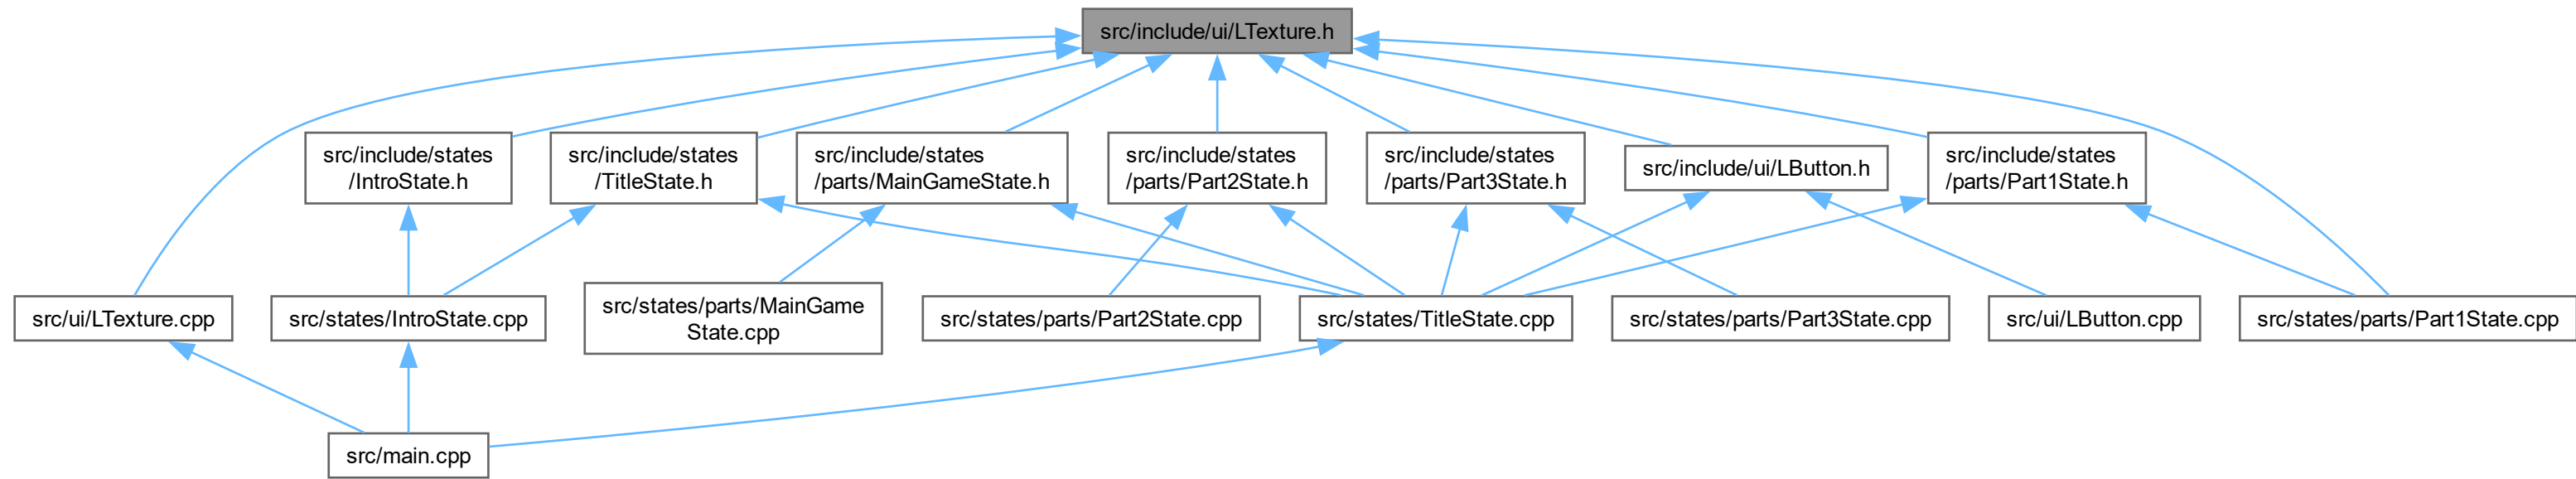 src/include/ui/LTexture.h
src/include/states
/IntroState.h
src/include/states
/TitleState.h
src/include/states
/parts/MainGameState.h
src/include/states
/parts/Part2State.h
src/include/states
/parts/Part3State.h
src/include/ui/LButton.h
src/include/states
/parts/Part1State.h
src/ui/LTexture.cpp
src/states/IntroState.cpp
src/states/parts/MainGame
State.cpp
src/states/parts/Part2State.cpp
src/states/TitleState.cpp
src/states/parts/Part3State.cpp
src/ui/LButton.cpp
src/states/parts/Part1State.cpp
src/main.cpp